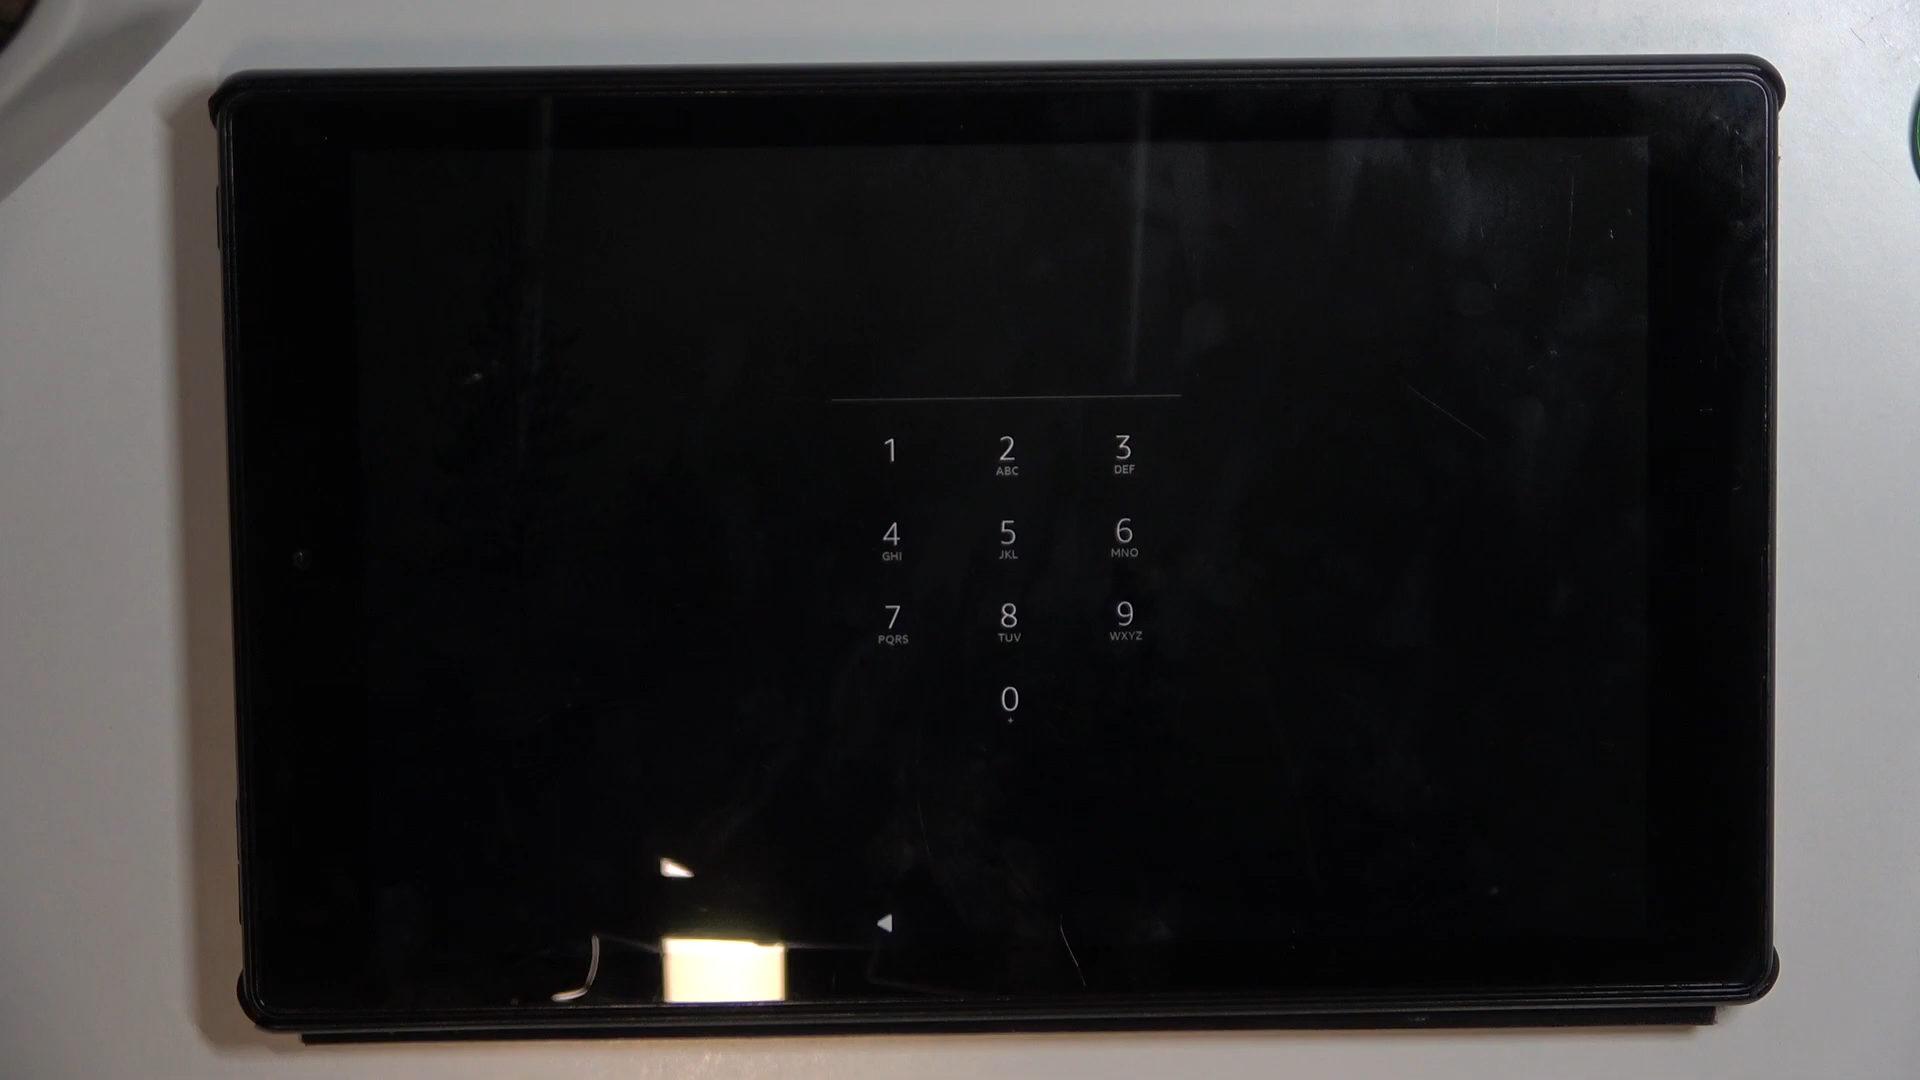 1 2 3
ABC DEF
4 5 6
GHI JKL MNO
7 8 9
PQRS TUV WXYZ
0
+